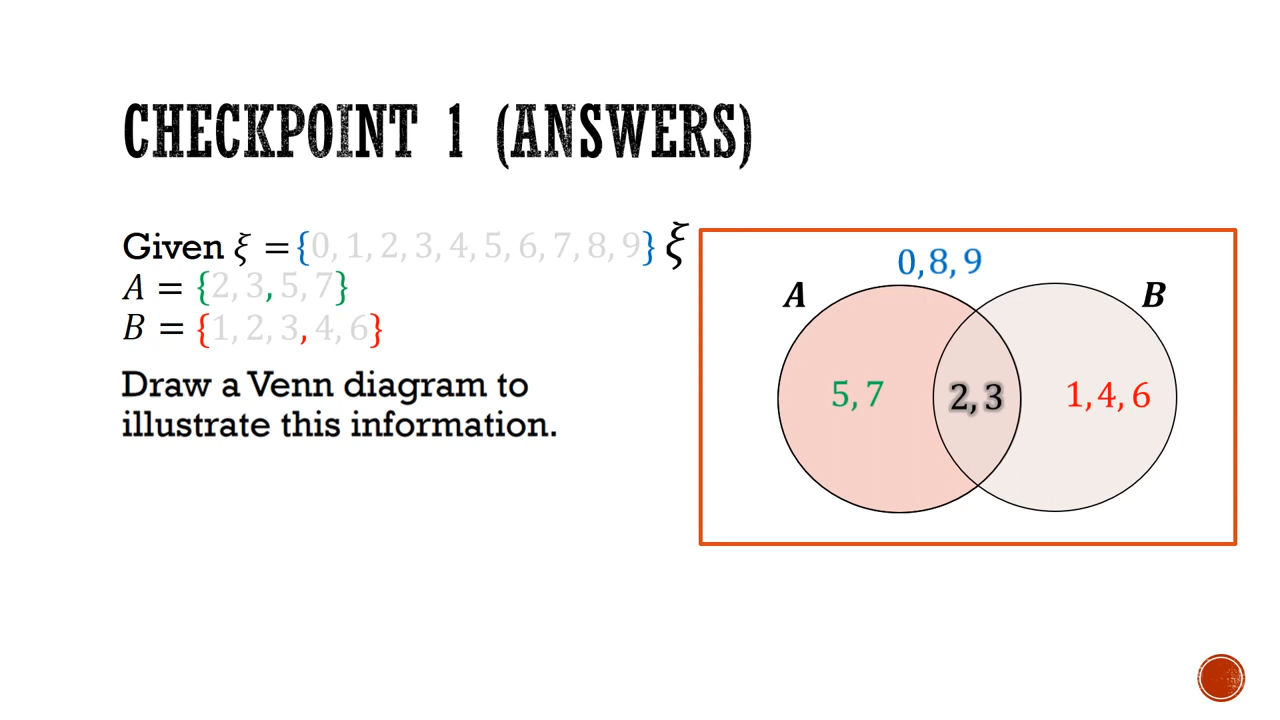 CHECKPOINT 1 (ANSWERS)
Given ξ = {0, 1, 2, 3, 4, 5, 6, 7, 8, 9}
A = {2, 3, 5, 7}
B = {1, 2, 3, 4, 6}
Draw a Venn diagram to
illustrate this information.
ξ
0, 8, 9
A
B
5, 7
2, 3
1, 4, 6